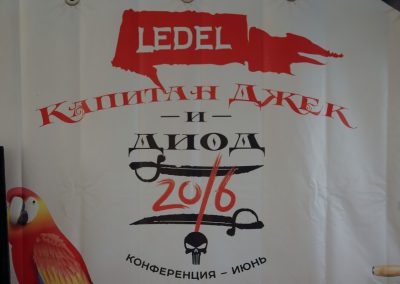 LEDEL
КАПИТАН ДЖЕК
– И –
ДИОД
2016
КОНФЕРЕНЦИЯ – ИЮНЬ